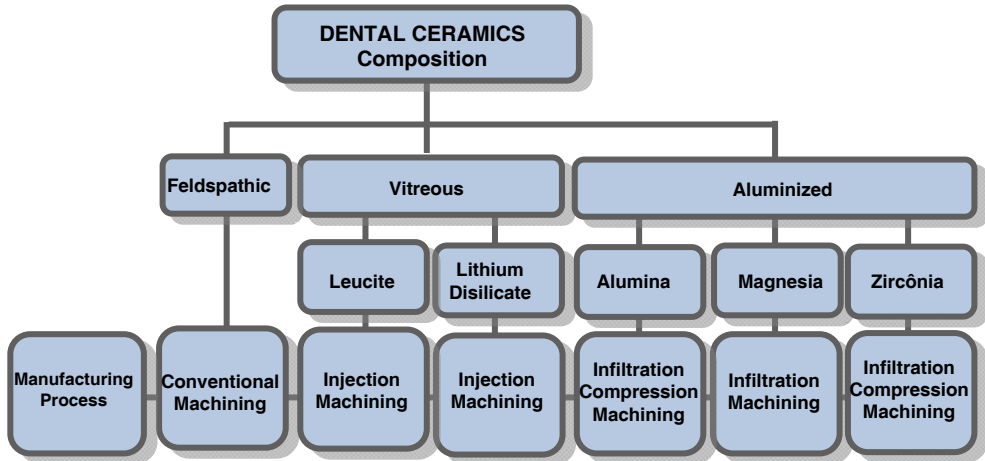 DENTAL CERAMICS
Composition
Feldspathic
Vitreous
Aluminized
Leucite
Lithium
Disilicate
Alumina
Magnesia
Zircônia
Manufacturing
Process
Conventional
Machining
Injection
Machining
Injection
Machining
Infiltration
Compression
Machining
Infiltration
Machining
Infiltration
Compression
Machining